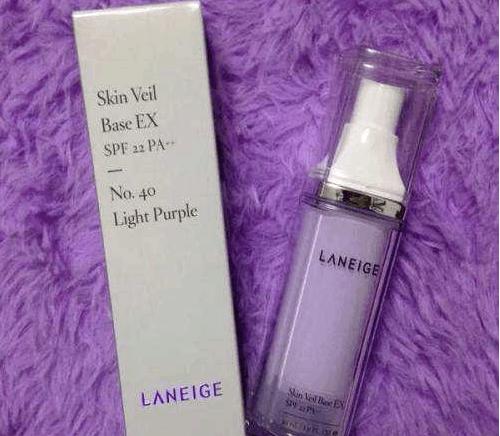 Skin Veil
Base EX
SPF 22 PA++
—
No. 40
Light Purple
LANEIGE
LANEIGE
Skin Veil Base EX
SPF 22 PA++